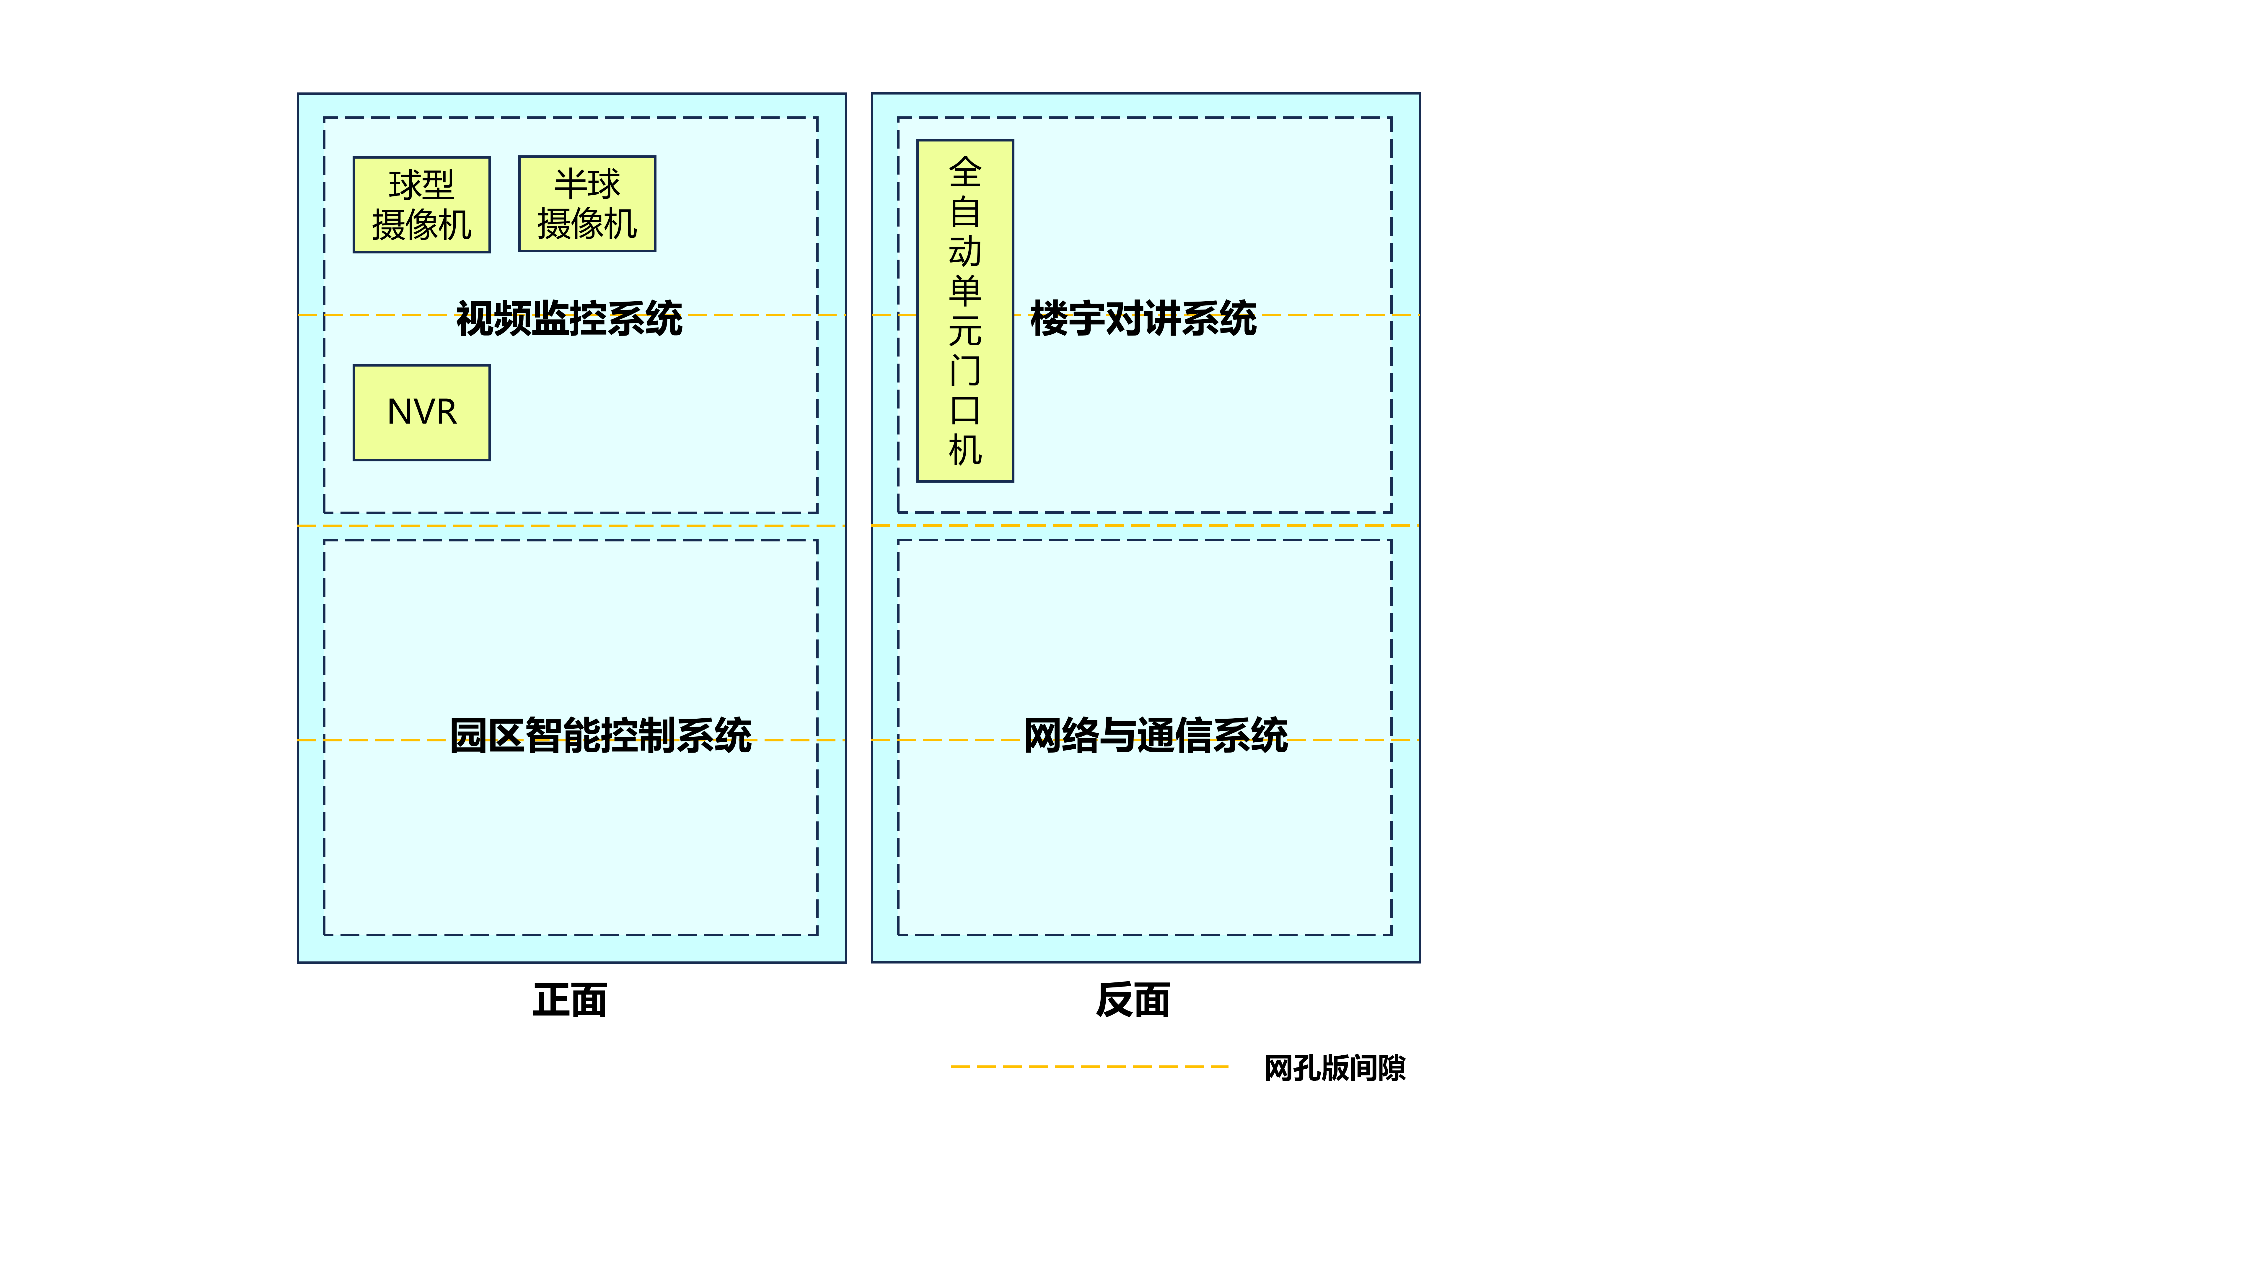 球型
摄像机
半球
摄像机
视频监控系统
NVR
园区智能控制系统
正面
全
自
动
单
元
门
口
机
楼宇对讲系统
网络与通信系统
反面
网孔版间隙